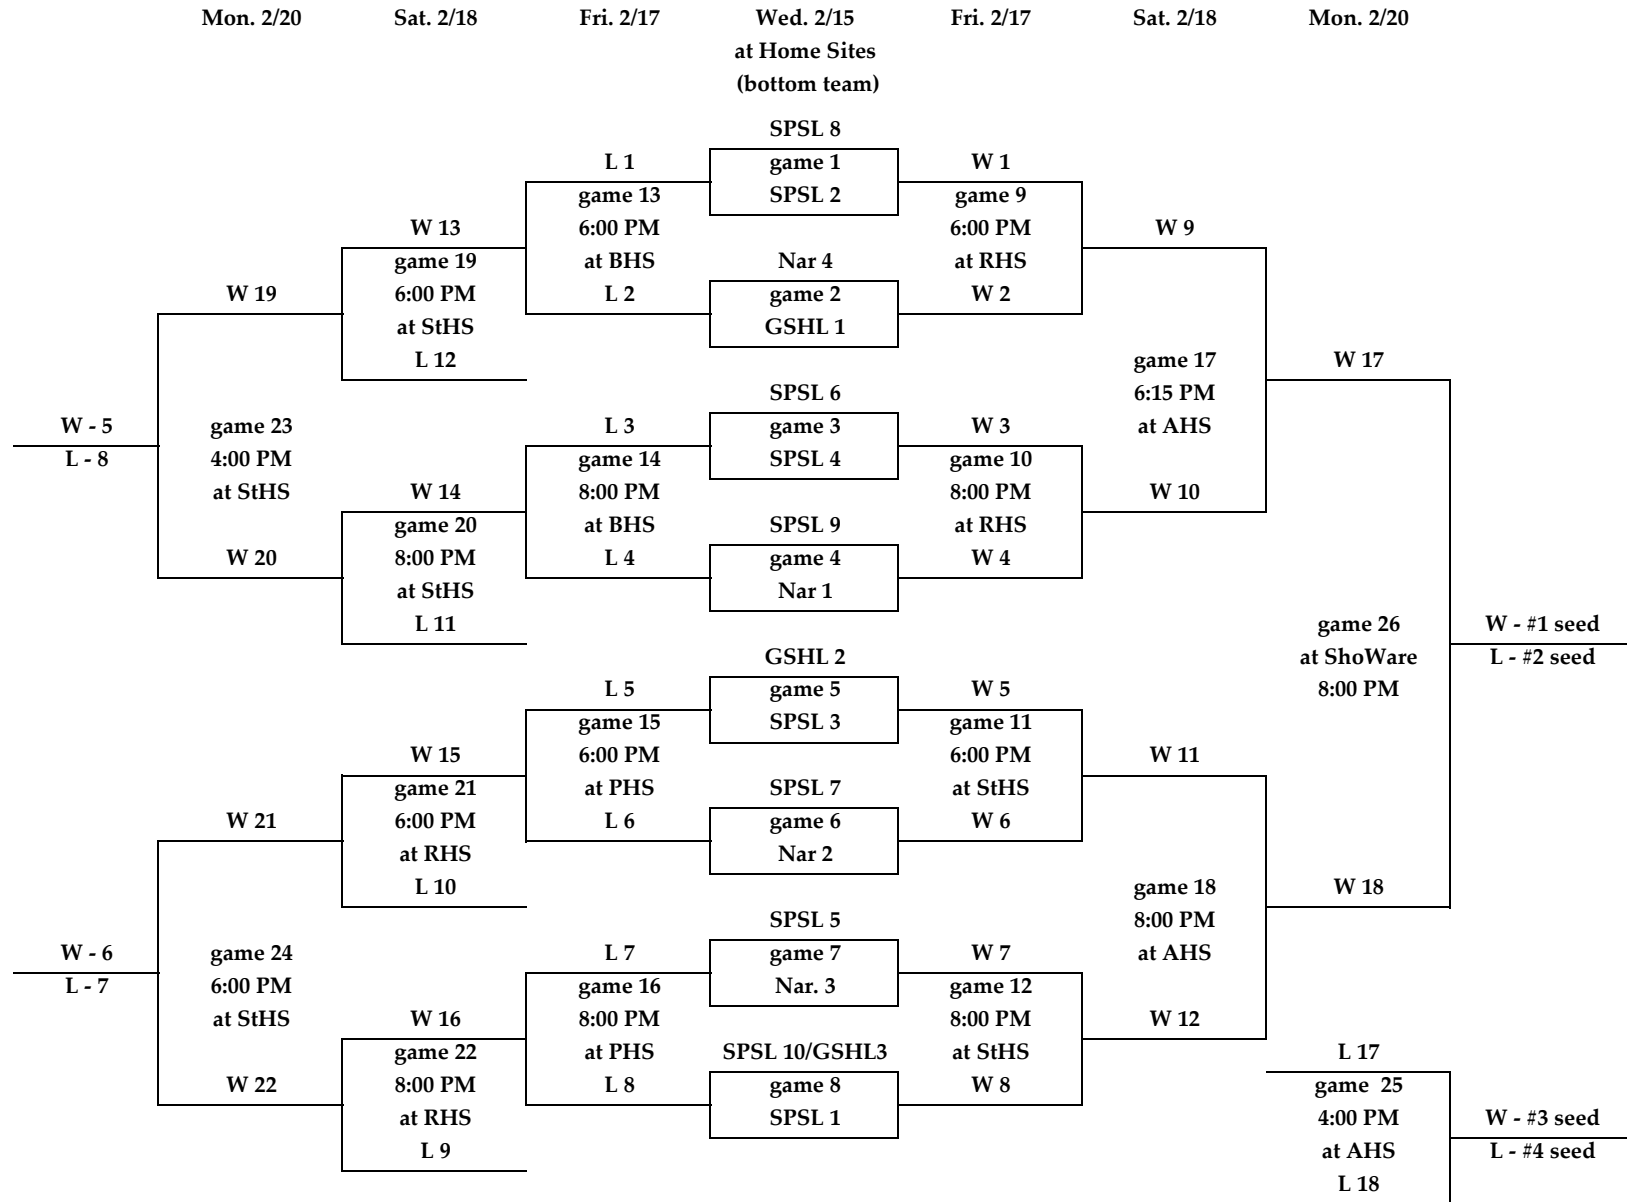 Mon. 2/20 Sat. 2/18 Fri. 2/17 Wed. 2/15 Fri. 2/17 Sat. 2/18 Mon. 2/20
at Home Sites
(bottom team)
SPSL 8
L 1 game 1 W 1
game 13 SPSL 2 game 9
W 13 6:00 PM 6:00 PM W 9
game 19 at BHS Nar 4 at RHS
W 19 6:00 PM L 2 game 2 W 2
at StHS GSHL 1
L 12 game 17 W 17
SPSL 6 6:15 PM
W - 5 game 23 L 3 game 3 W 3 at AHS
L - 8 4:00 PM game 14 SPSL 4 game 10
at StHS W 14 8:00 PM 8:00 PM W 10
game 20 at BHS SPSL 9 at RHS
W 20 8:00 PM L 4 game 4 W 4
at StHS Nar 1
L 11 game 26 W - #1 seed
GSHL 2 at ShoWare L - #2 seed
L 5 game 5 W 5 8:00 PM
game 15 SPSL 3 game 11
W 15 6:00 PM 6:00 PM W 11
game 21 at PHS SPSL 7 at StHS
W 21 6:00 PM L 6 game 6 W 6
at RHS Nar 2
L 10 game 18 W 18
SPSL 5 8:00 PM
W - 6 game 24 L 7 game 7 W 7 at AHS
L - 7 6:00 PM game 16 Nar. 3 game 12
at StHS W 16 8:00 PM 8:00 PM W 12
game 22 at PHS SPSL 10/GSHL3 at StHS L 17
W 22 8:00 PM L 8 game 8 W 8 game 25
at RHS SPSL 1 4:00 PM W - #3 seed
L 9 at AHS L - #4 seed
L 18